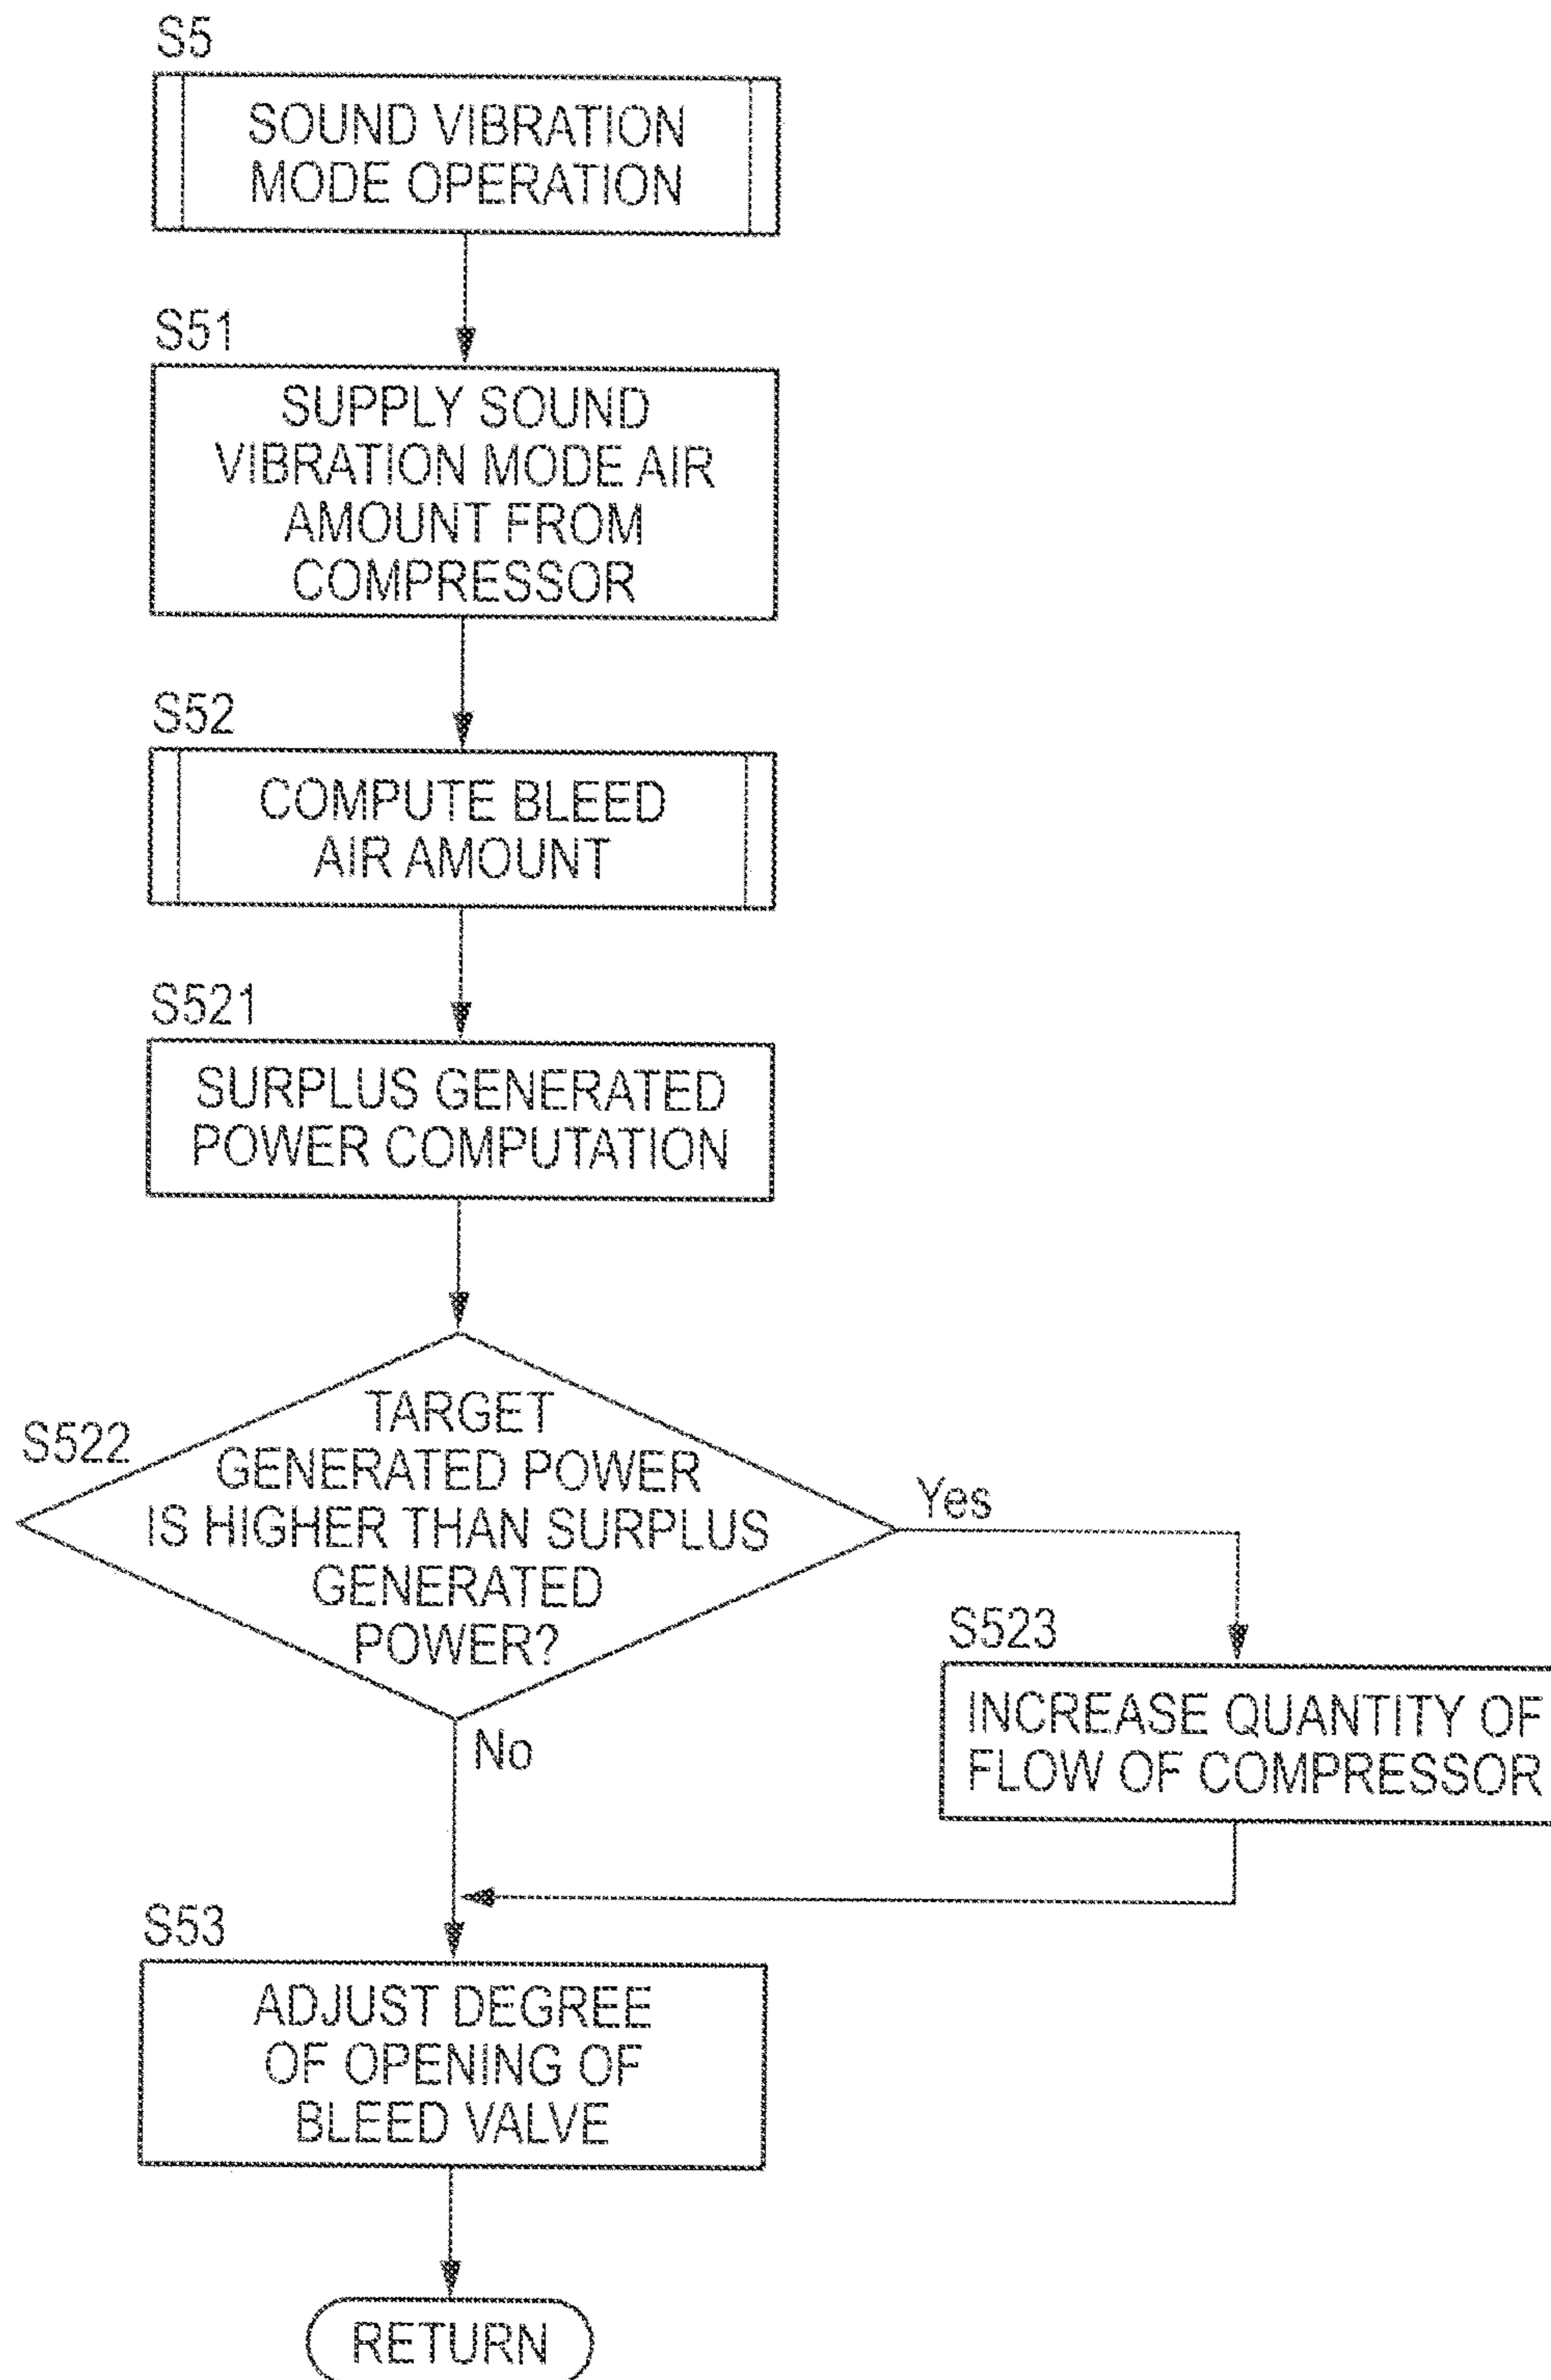 S5
SOUND VIBRATION
MODE OPERATION
S51
SUPPLY SOUND
VIBRATION MODE AIR
AMOUNT FROM
COMPRESSOR
S52
COMPUTE BLEED
AIR AMOUNT
S521
SURPLUS GENERATED
POWER COMPUTATION
S522
TARGET
GENERATED POWER
IS HIGHER THAN SURPLUS
GENERATED
POWER?
Yes
No
S523
INCREASE QUANTITY OF
FLOW OF COMPRESSOR
S53
ADJUST DEGREE
OF OPENING OF
BLEED VALVE
RETURN